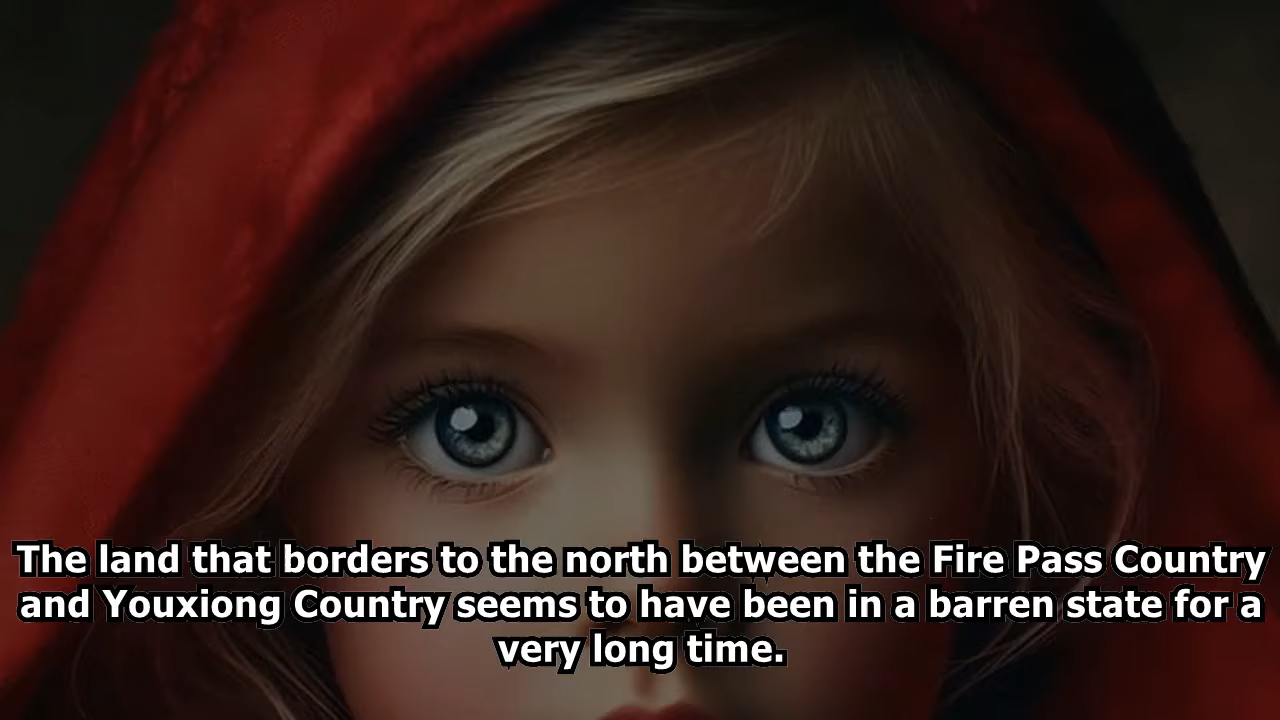 The land that borders to the north between the Fire Pass Country
and Youxiong Country seems to have been in a barren state for a
very long time.